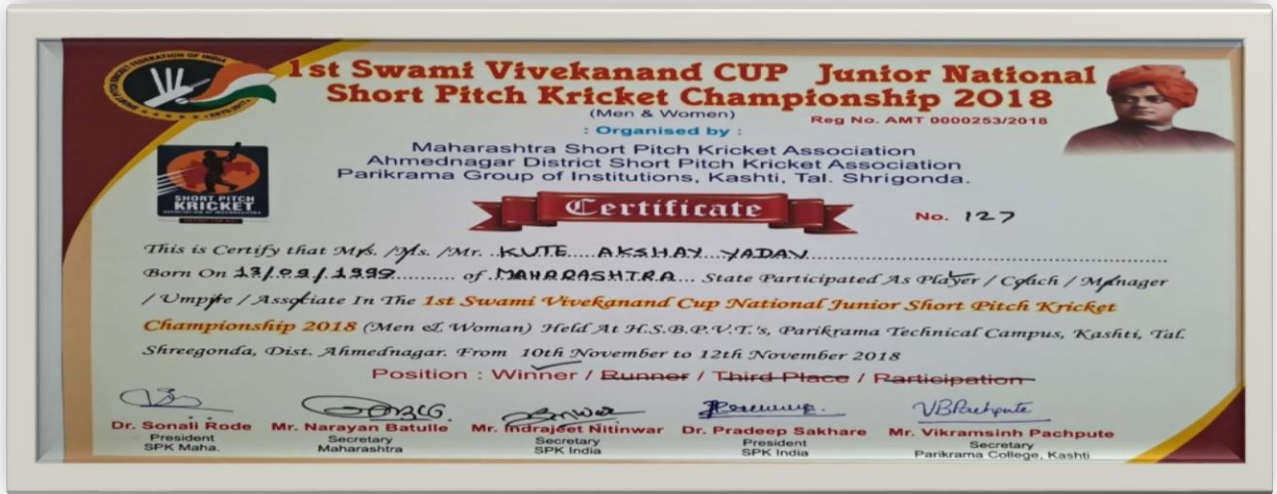 SHORT PITCH KRICKET FEDERATION OF INDIA
1st Swami Vivekanand CUP Junior National
Short Pitch Kricket Championship 2018
(Men & Women)
Reg No. AMT 0000253/2018
: Organised by :
Maharashtra Short Pitch Kricket Association
Ahmednagar District Short Pitch Kricket Association
Parikrama Group of Institutions, Kashti, Tal. Shrigonda.
SHORT PITCH
KRICKET
Certificate
No. 127
This is Certify that Mrs. /Ms. /Mr. KUTE AKSHAY YADAV
Born On of MAHARASHTRA State Participated As Player / Coach / Manager
/ Umpire / Associate In The 1st Swami Vivekanand Cup National Junior Short Pitch Kricket
Championship 2018 (Men & Woman) Held At H.S.B.P.V.T.'s, Parikrama Technical Campus, Kashti, Tal.
Shreegonda, Dist. Ahmednagar. From 10th November to 12th November 2018
Position : Winner / Runner / Third Place / Participation
VBPachpute
Dr. Sonali Rode Mr. Narayan Batulle Mr. Indrajeet Nitinwar Dr. Pradeep Sakhare Mr. Vikramsinh Pachpute
President Secretary Secretary President Secretary
SPK Maha. Maharashtra SPK India SPK India Parikrama College, Kashti